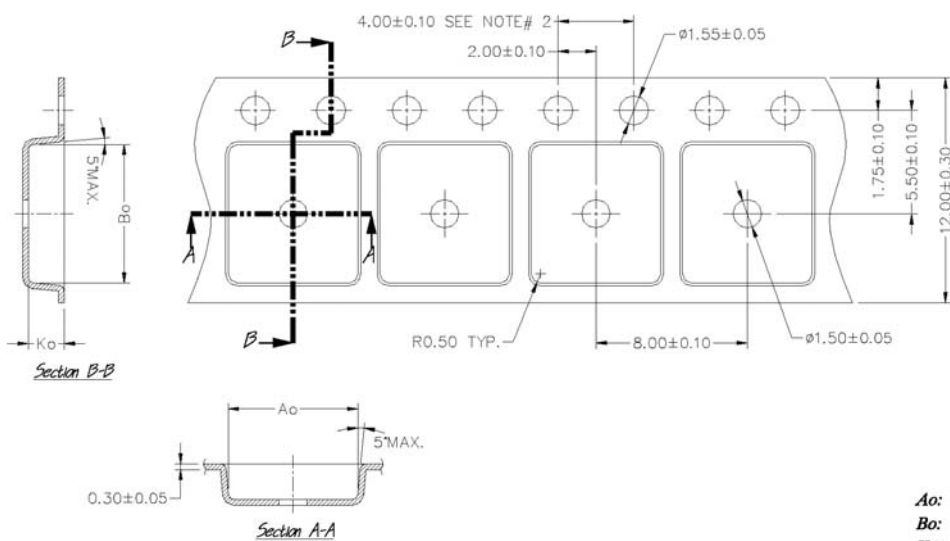 4.00±0.10 SEE NOTE# 2
B
2.00±0.10
ø1.55±0.05
1.75±0.10
5.50±0.10
12.00±0.30
5°MAX.
Bo
A
A
B
R0.50 TYP.
8.00±0.10
ø1.50±0.05
Ko
Section B-B
Ao
5°MAX.
0.30±0.05
Section A-A
Ao:
Bo: